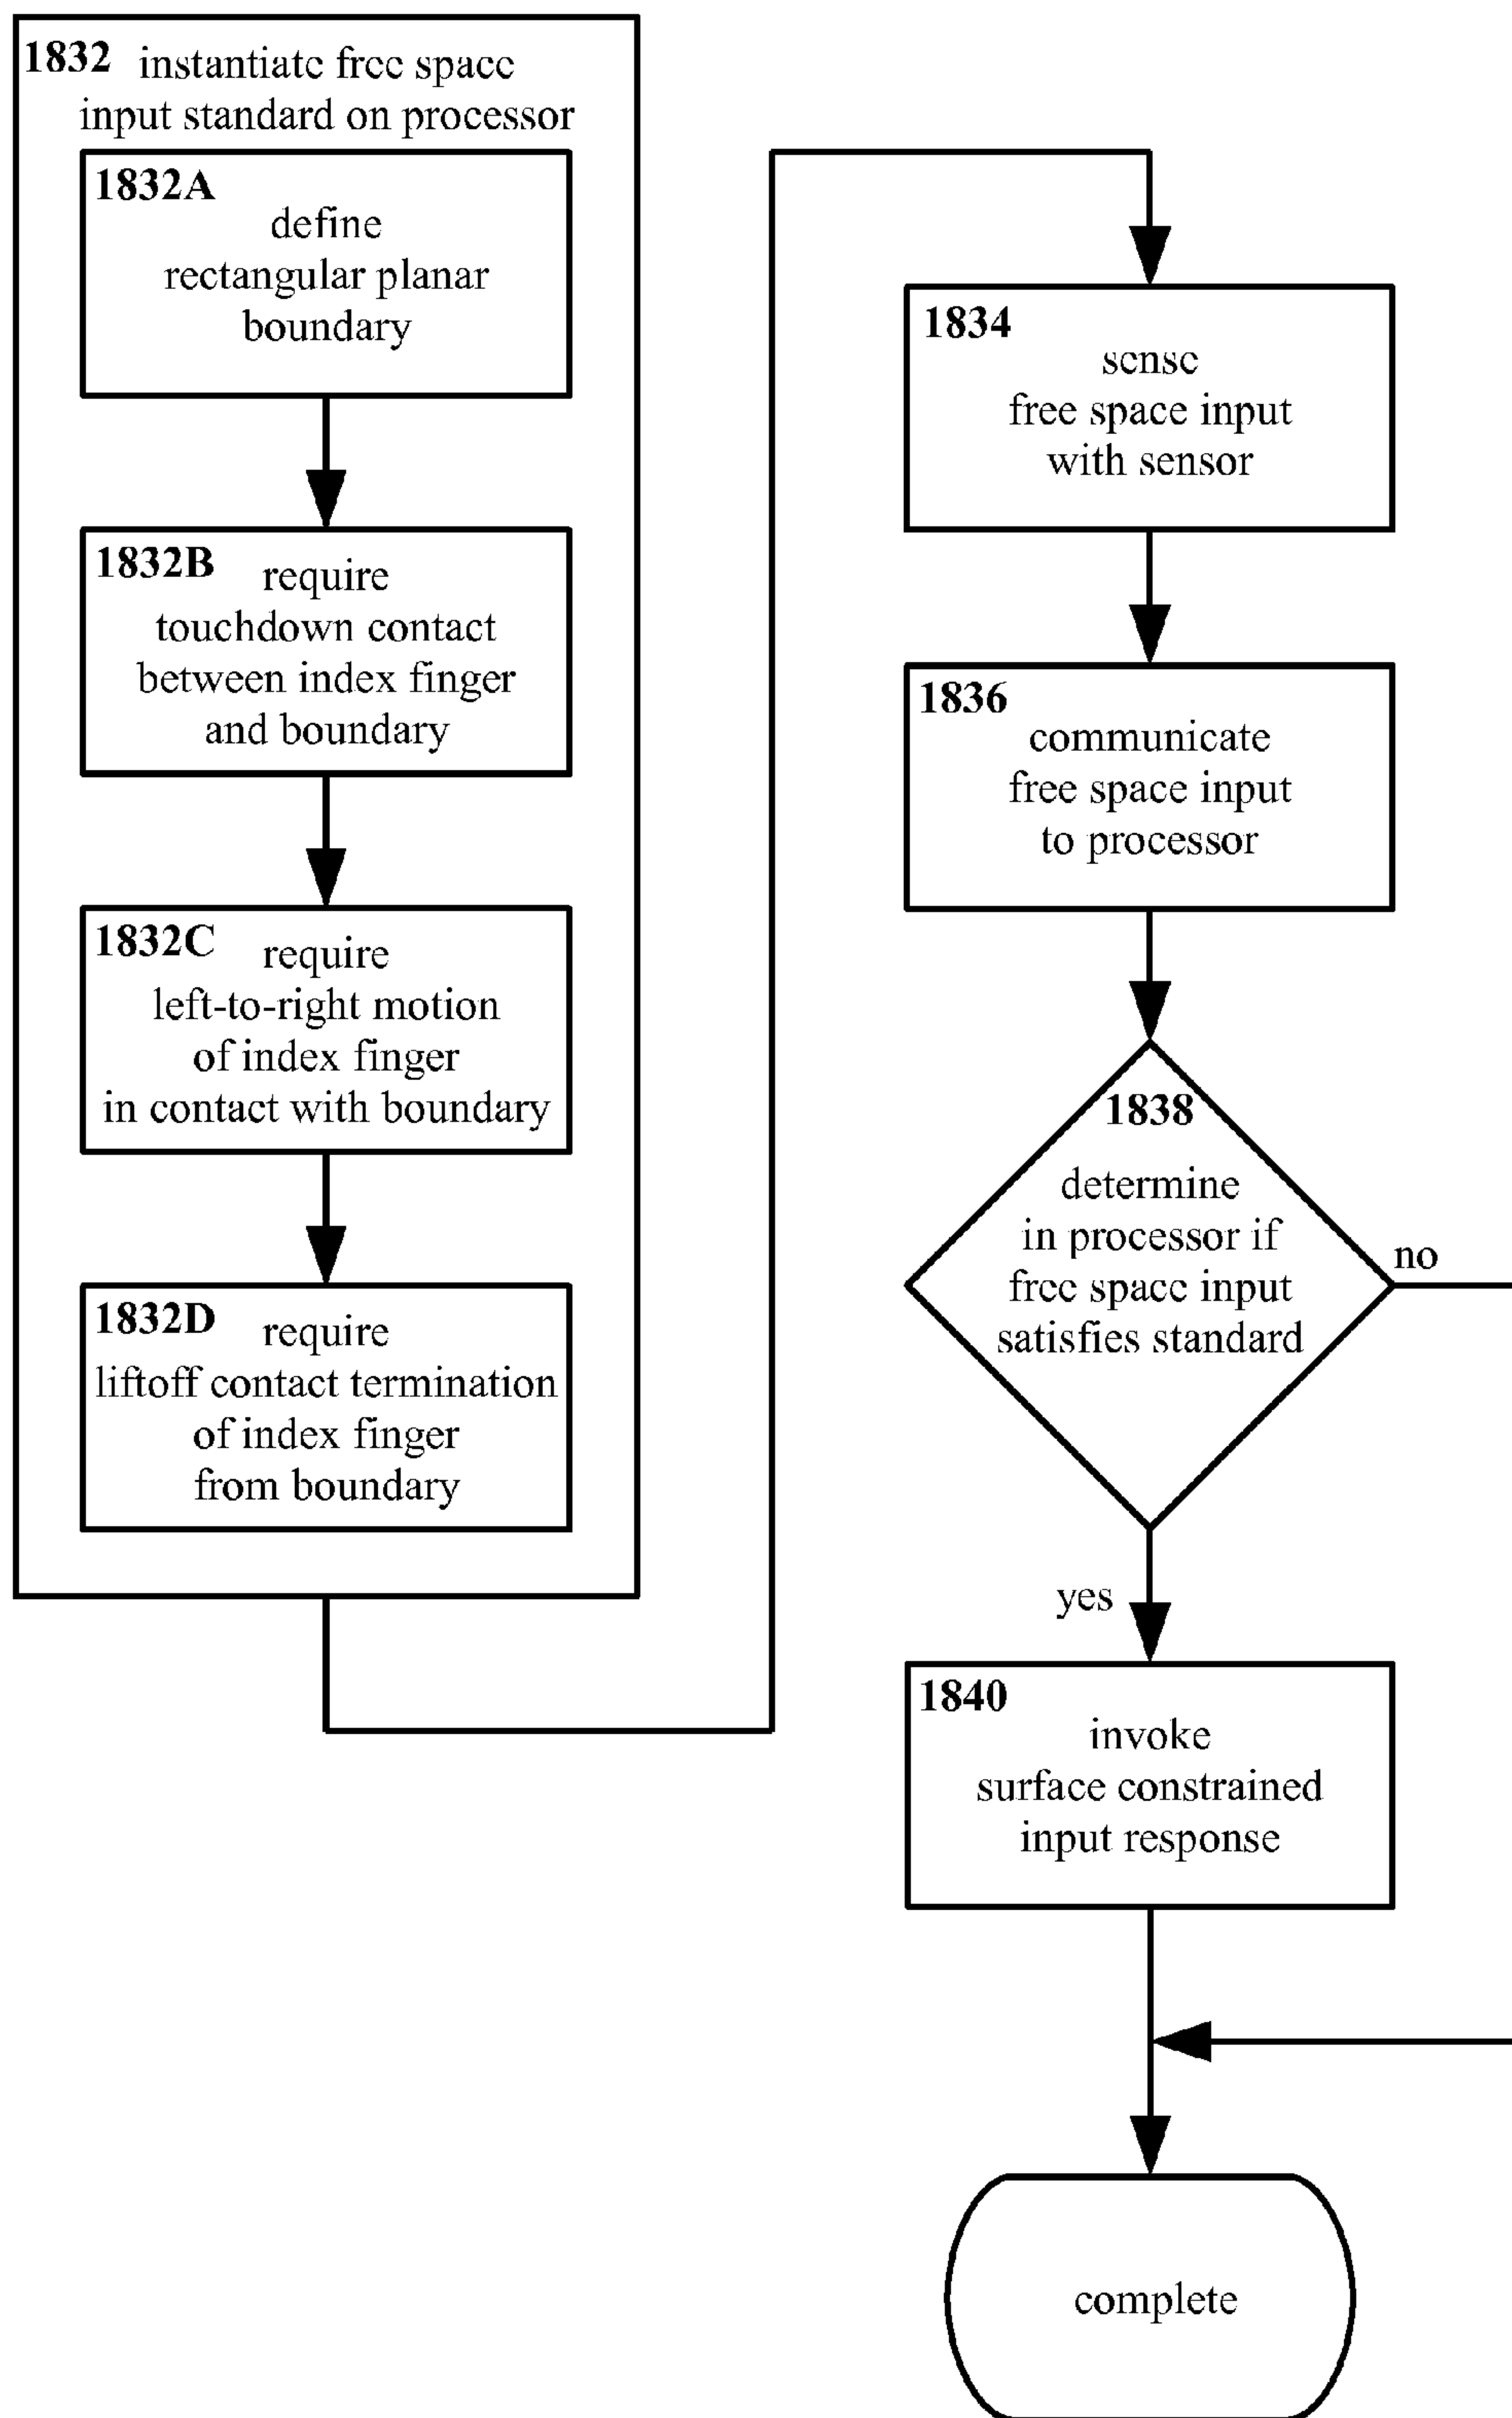 1832 instantiate free space
input standard on processor
1832A
define
rectangular planar
boundary
1832B require
touchdown contact
between index finger
and boundary
1832C require
left-to-right motion
of index finger
in contact with boundary
1832D require
liftoff contact termination
of index finger
from boundary
1834
sense
free space input
with sensor
1836
communicate
free space input
to processor
1838
determine
in processor if
free space input
satisfies standard
no
yes
1840
invoke
surface constrained
input response
complete